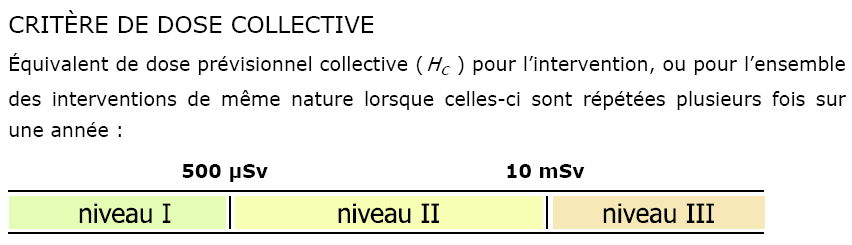 CRITÈRE DE DOSE COLLECTIVE
Équivalent de dose prévisionnel collective ( HC ) pour l’intervention, ou pour l’ensemble
des interventions de même nature lorsque celles-ci sont répétées plusieurs fois sur
une année :
500 µSv 10 mSv
niveau I niveau II niveau III